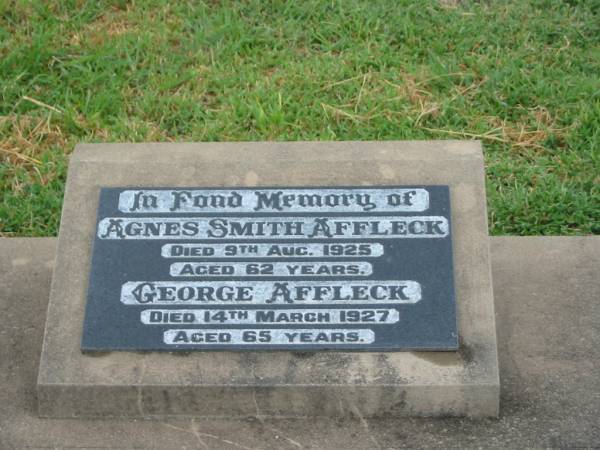 In Fond Memory of
Agnes Smith Affleck
Died 9th Aug. 1925
Aged 62 years.
George Affleck
Died 14th March 1927
Aged 65 years.